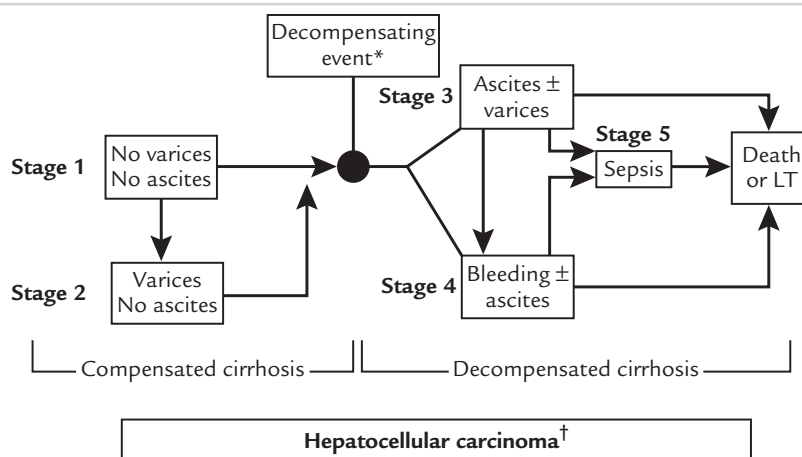 Decompensating
event*
Stage 3
Ascites ±
varices
Stage 5
Stage 1
No varices
No ascites
Sepsis
Death
or LT
Stage 2
Varices
No ascites
Stage 4
Bleeding ±
ascites
Compensated cirrhosis
Decompensated cirrhosis
Hepatocellular carcinoma†